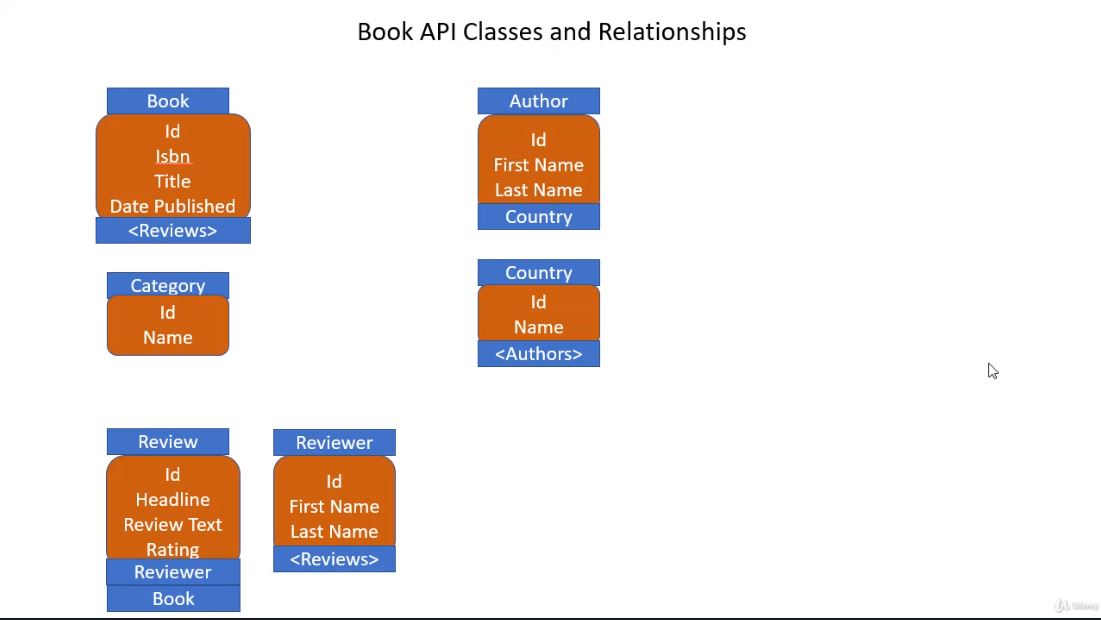 Book API Classes and Relationships
Book
Id
Isbn
Title
Date Published
<Reviews>
Author
Id
First Name
Last Name
Country
Category
Id
Name
Country
Id
Name
<Authors>
Review
Id
Headline
Review Text
Rating
Reviewer
Book
Reviewer
Id
First Name
Last Name
<Reviews>
Udemy